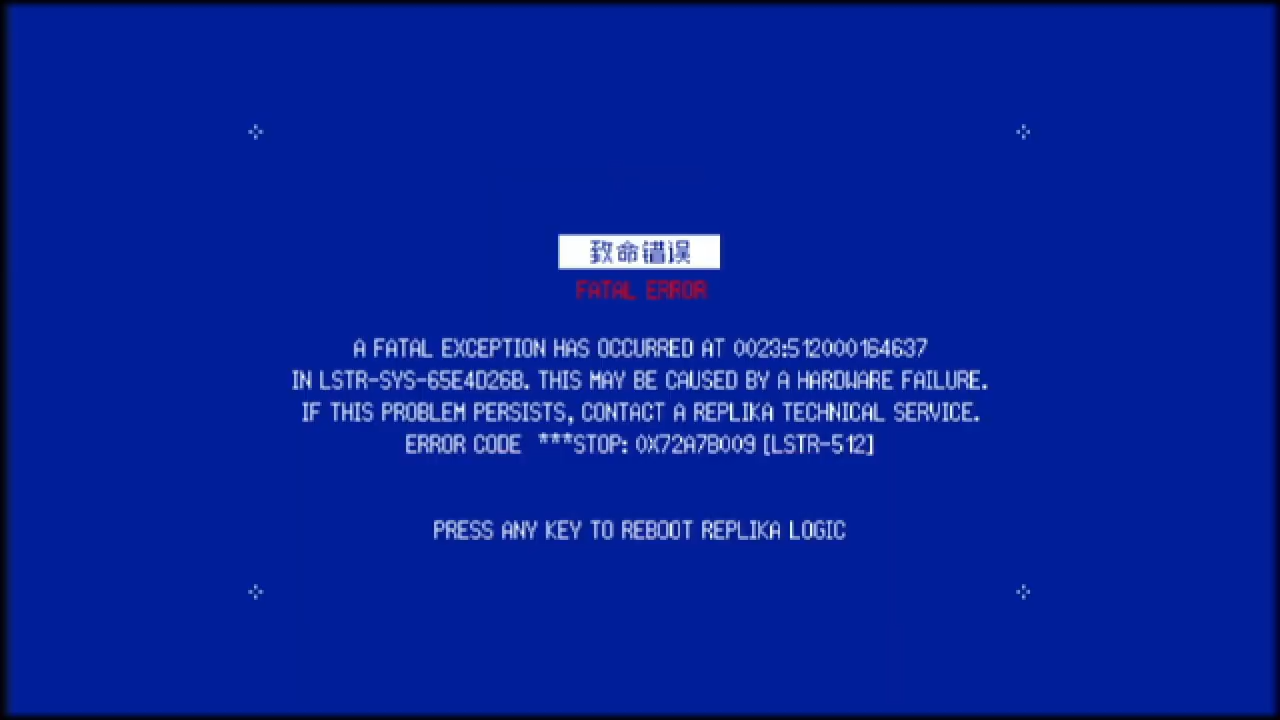 致命错误
FATAL ERROR
A FATAL EXCEPTION HAS OCCURRED AT 0023:512000164637
IN LSTR-SYS-65E4D26B. THIS MAY BE CAUSED BY A HARDWARE FAILURE.
IF THIS PROBLEM PERSISTS, CONTACT A REPLIKA TECHNICAL SERVICE.
ERROR CODE ***STOP: 0X72A7B009 [LSTR-512]
PRESS ANY KEY TO REBOOT REPLIKA LOGIC